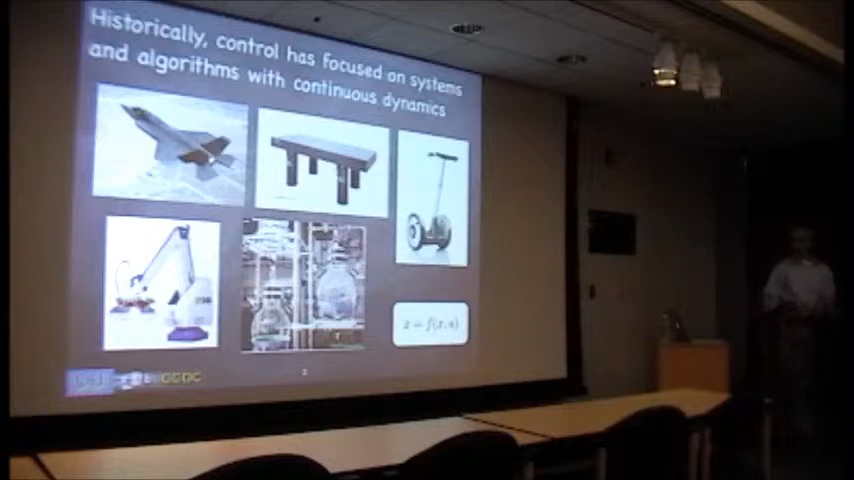 Historically, control has focused on systems
and algorithms with continuous dynamics
= f(x, u)